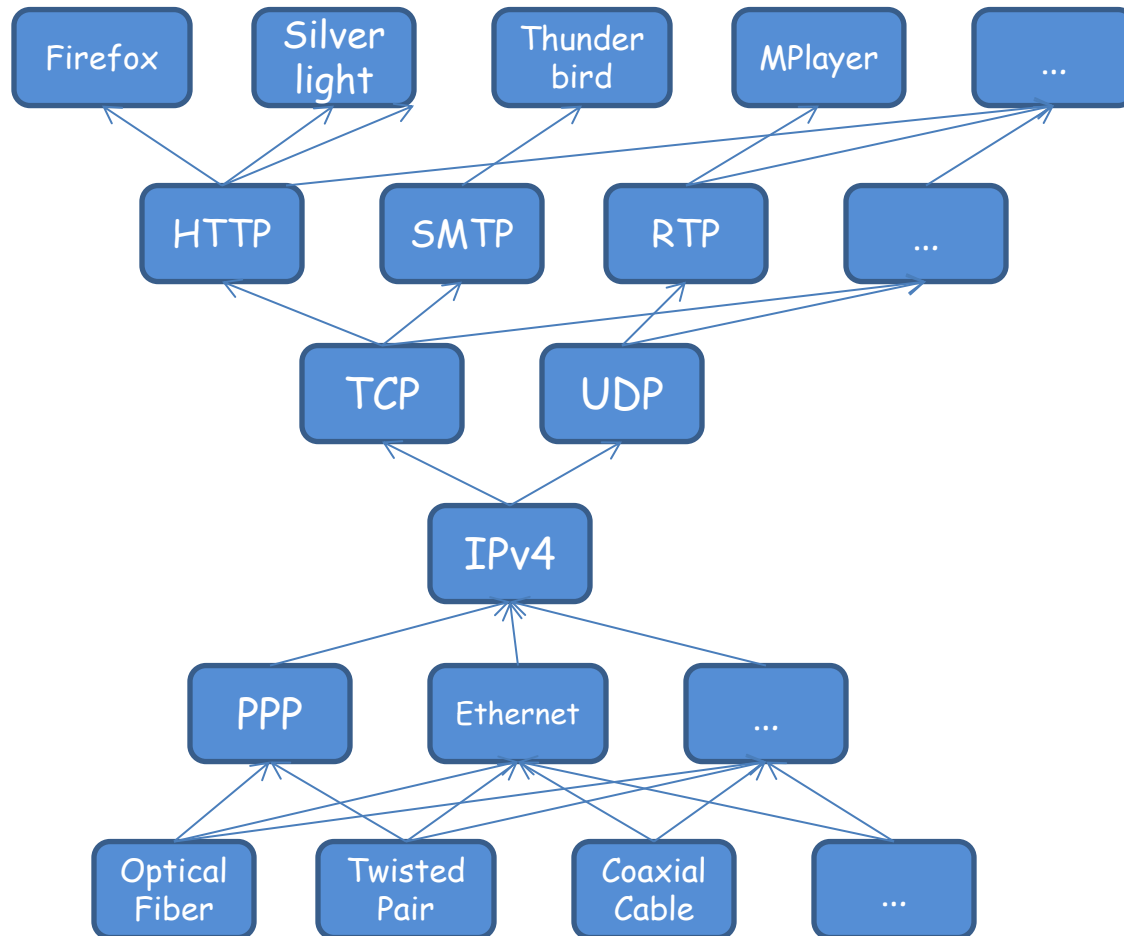 Firefox
Silver
light
Thunder
bird
MPlayer
...
HTTP
SMTP
RTP
...
TCP
UDP
IPv4
PPP
Ethernet
...
Optical
Fiber
Twisted
Pair
Coaxial
Cable
...